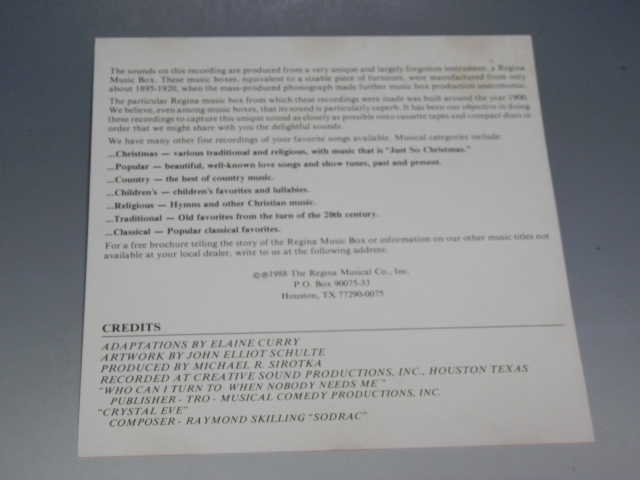 The sounds on this recording are produced from a very unique and largely forgotten instrument, a Regina
Music Box. These music boxes, equivalent to a sizable piece of furniture, were manufactured from only
about 1895-1920, when the mass-produced phonograph made further music box production uneconomic.
The particular Regina music box from which these recordings were made was built around the year 1900.
We believe, even among music boxes, that its sound is particularly superb. It has been our objective in doing
these recordings to capture this unique sound as closely as possible onto cassette tapes and compact discs in
order that we might share with you the delightful sounds.
We have many other fine recordings of your favorite songs available. Musical categories include:
...Christmas — various traditional and religious, with music that is "Just So Christmas."
...Popular — beautiful, well-known love songs and show tunes, past and present.
...Country — the best of country music.
...Children's — children's favorites and lullabies.
...Religious — Hymns and other Christian music.
...Traditional — Old favorites from the turn of the 20th century.
...Classical — Popular classical favorites.
For a free brochure telling the story of the Regina Music Box or information on our other music titles not
available at your local dealer, write to us at the following address:
©℗1988 The Regina Musical Co., Inc.
P.O. Box 90075-33
Houston, TX 77290-0075
CREDITS
ADAPTATIONS BY ELAINE CURRY
ARTWORK BY JOHN ELLIOT SCHULTE
PRODUCED BY MICHAEL R. SIROTKA
RECORDED AT CREATIVE SOUND PRODUCTIONS, INC., HOUSTON TEXAS
"WHO CAN I TURN TO WHEN NOBODY NEEDS ME"
PUBLISHER - TRO - MUSICAL COMEDY PRODUCTIONS, INC.
"CRYSTAL EVE"
COMPOSER - RAYMOND SKILLING "SODRAC"